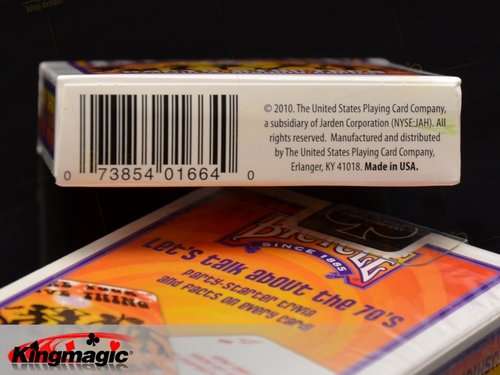 © 2010. The United States Playing Card Company,
a subsidiary of Jarden Corporation (NYSE:JAH). All
rights reserved. Manufactured and distributed
by The United States Playing Card Company,
Erlanger, KY 41018. Made in USA.
0 73854 01664 0
BICYCLE
SINCE 1885
Let's talk about the 70's
party-starter trivia
and facts on every card!
Kingmagic